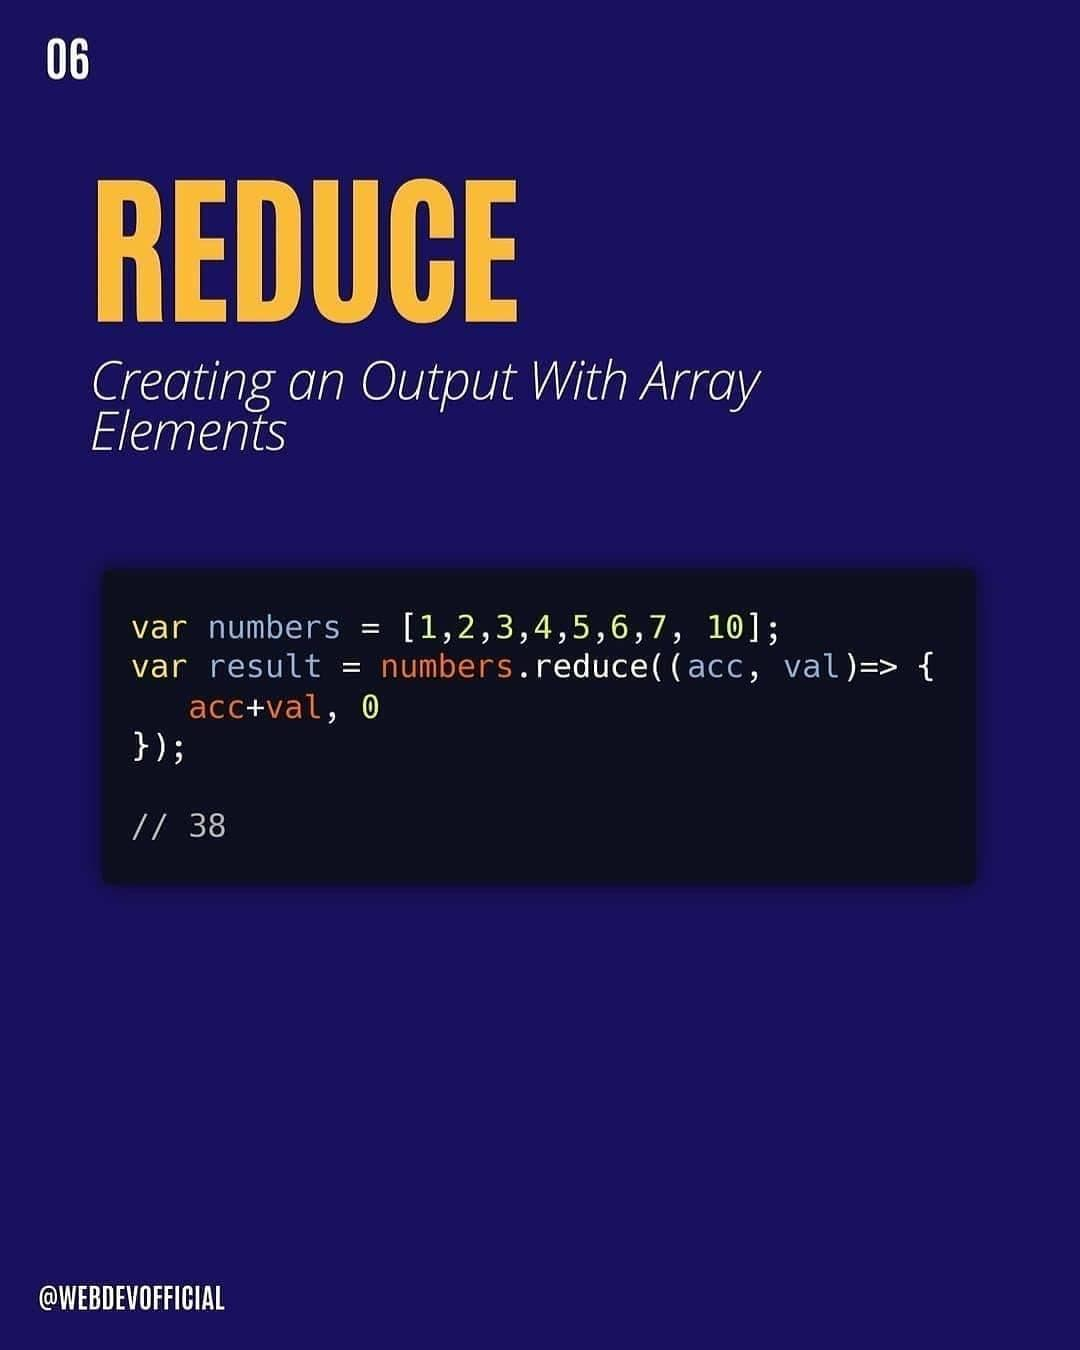 06
REDUCE
Creating an Output With Array
Elements
var numbers = [1,2,3,4,5,6,7, 10];
var result = numbers.reduce((acc, val)=> {
   acc+val, 0
});
// 38
@WEBDEVOFFICIAL